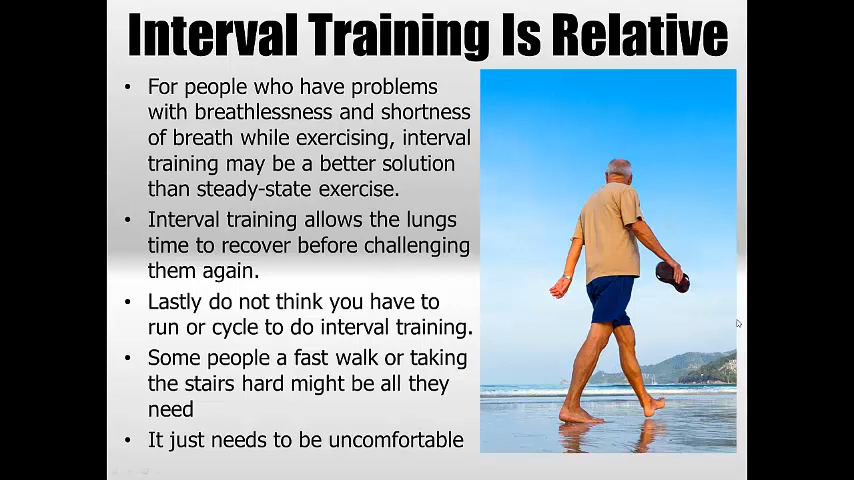 Interval Training Is Relative
• For people who have problems
with breathlessness and shortness
of breath while exercising, interval
training may be a better solution
than steady-state exercise.
• Interval training allows the lungs
time to recover before challenging
them again.
• Lastly do not think you have to
run or cycle to do interval training.
• Some people a fast walk or taking
the stairs hard might be all they
need
• It just needs to be uncomfortable